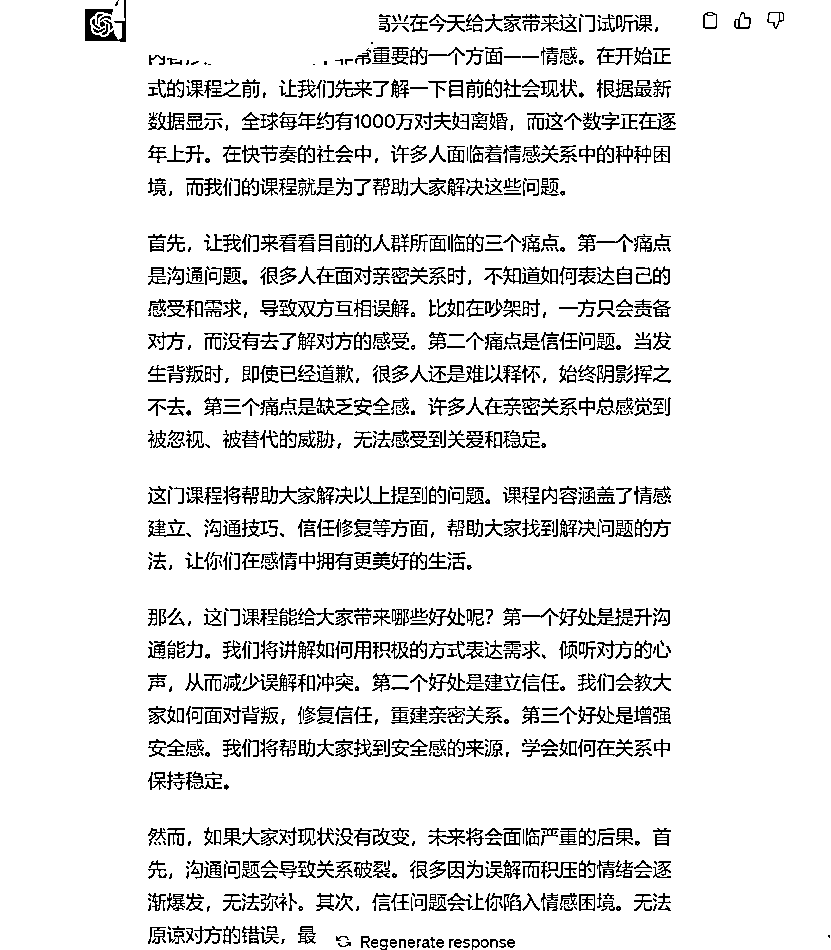 高兴在今天给大家带来这门试听课，
非常重要的一个方面——情感。在开始正
式的课程之前，让我们先来了解一下目前的社会现状。根据最新
数据显示，全球每年约有1000万对夫妇离婚，而这个数字正在逐
年上升。在快节奏的社会中，许多人面临着情感关系中的种种困
境，而我们的课程就是为了帮助大家解决这些问题。
首先，让我们来看看目前的人群所面临的三个痛点。第一个痛点
是沟通问题。很多人在面对亲密关系时，不知道如何表达自己的
感受和需求，导致双方互相误解。比如在吵架时，一方只会责备
对方，而没有去了解对方的感受。第二个痛点是信任问题。当发
生背叛时，即使已经道歉，很多人还是难以释怀，始终阴影挥之
不去。第三个痛点是缺乏安全感。许多人在亲密关系中总感觉到
被忽视、被替代的威胁，无法感受到关爱和稳定。
这门课程将帮助大家解决以上提到的问题。课程内容涵盖了情感
建立、沟通技巧、信任修复等方面，帮助大家找到解决问题的方
法，让你们在感情中拥有更美好的生活。
那么，这门课程能给大家带来哪些好处呢？第一个好处是提升沟
通能力。我们将讲解如何用积极的方式表达需求、倾听对方的心
声，从而减少误解和冲突。第二个好处是建立信任。我们会教大
家如何面对背叛，修复信任，重建亲密关系。第三个好处是增强
安全感。我们将帮助大家找到安全感的来源，学会如何在关系中
保持稳定。
然而，如果大家对现状没有改变，未来将会面临严重的后果。首
先，沟通问题会导致关系破裂。很多因为误解而积压的情绪会逐
渐爆发，无法弥补。其次，信任问题会让你陷入情感困境。无法
原谅对方的错误，最
Regenerate response